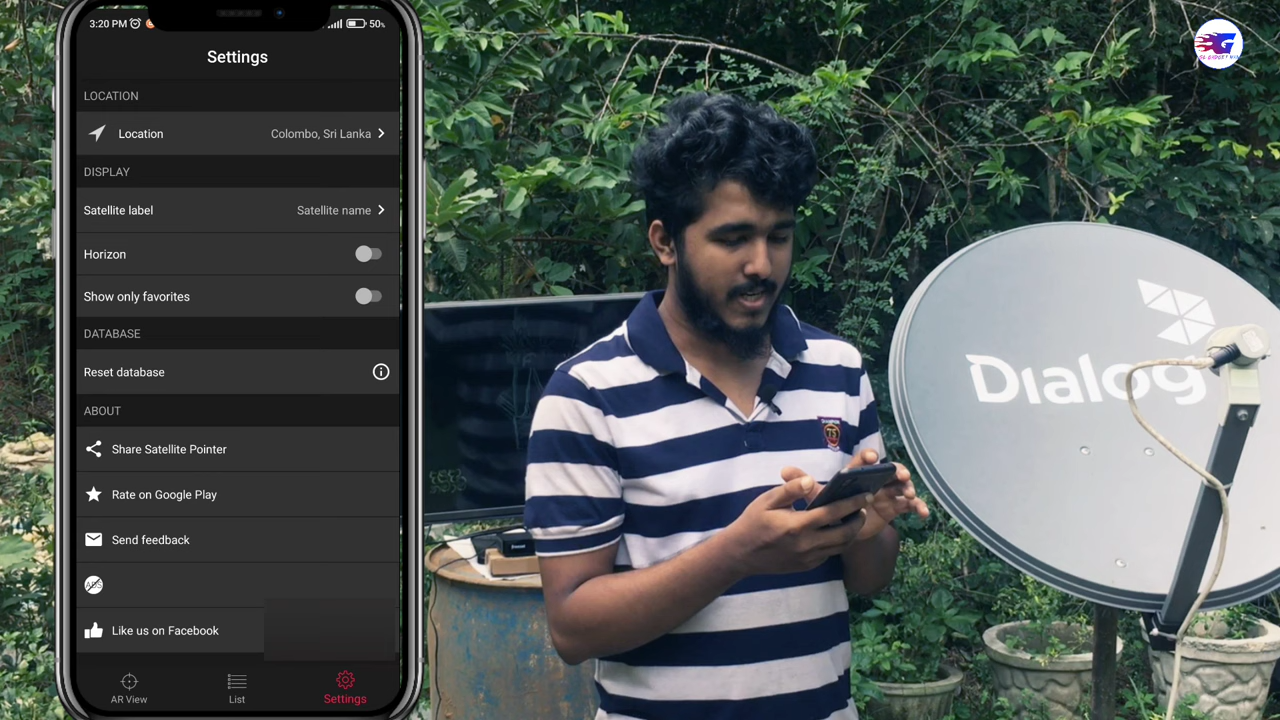 3:20 PM
50%
Settings
LOCATION
Location
Colombo, Sri Lanka
DISPLAY
Satellite label
Satellite name
Horizon
Show only favorites
DATABASE
Reset database
ABOUT
Share Satellite Pointer
Rate on Google Play
Send feedback
ADS
Like us on Facebook
AR View
List
Settings
Dialog
75
G